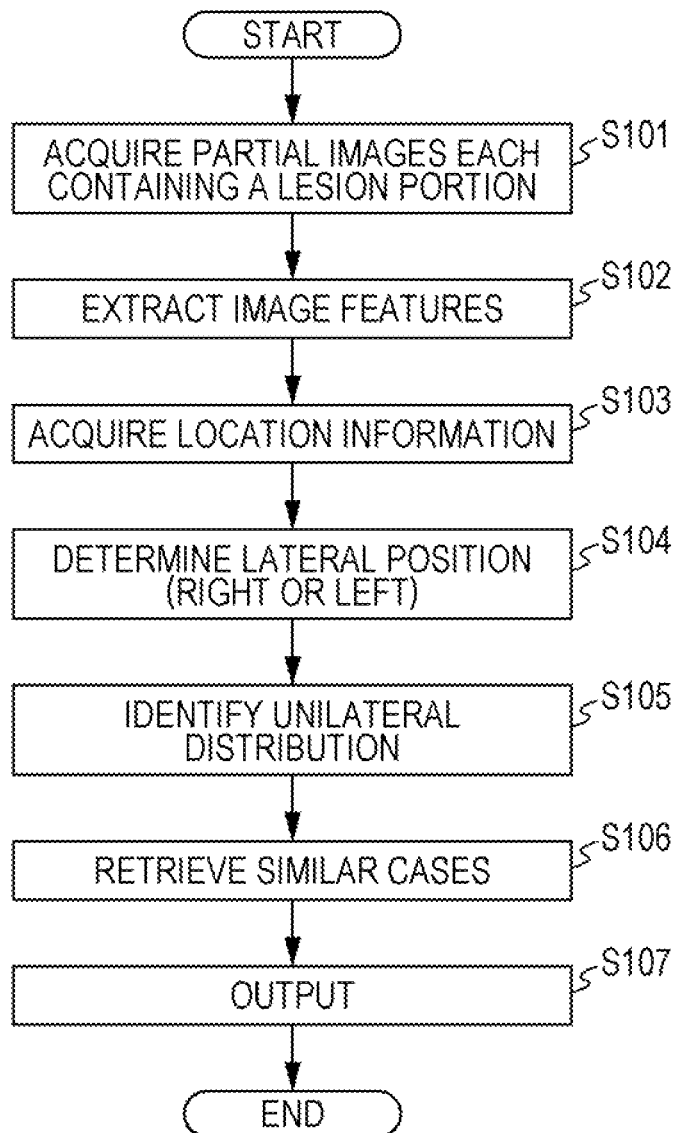 START
S101
ACQUIRE PARTIAL IMAGES EACH
CONTAINING A LESION PORTION
S102
EXTRACT IMAGE FEATURES
S103
ACQUIRE LOCATION INFORMATION
S104
DETERMINE LATERAL POSITION
(RIGHT OR LEFT)
S105
IDENTIFY UNILATERAL
DISTRIBUTION
S106
RETRIEVE SIMILAR CASES
S107
OUTPUT
END